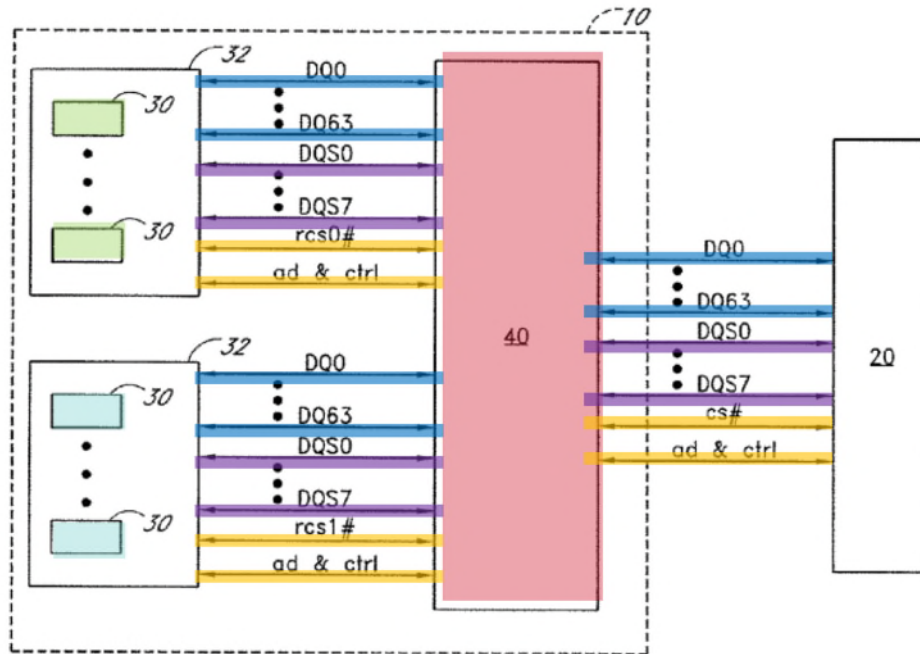 10
32
30
30
DQ0
DQ63
DQS0
DQS7
rcs0#
ad & ctrl
32
30
30
DQ0
DQ63
DQS0
DQS7
rcs1#
ad & ctrl
40
DQ0
DQ63
DQS0
DQS7
cs#
ad & ctrl
20